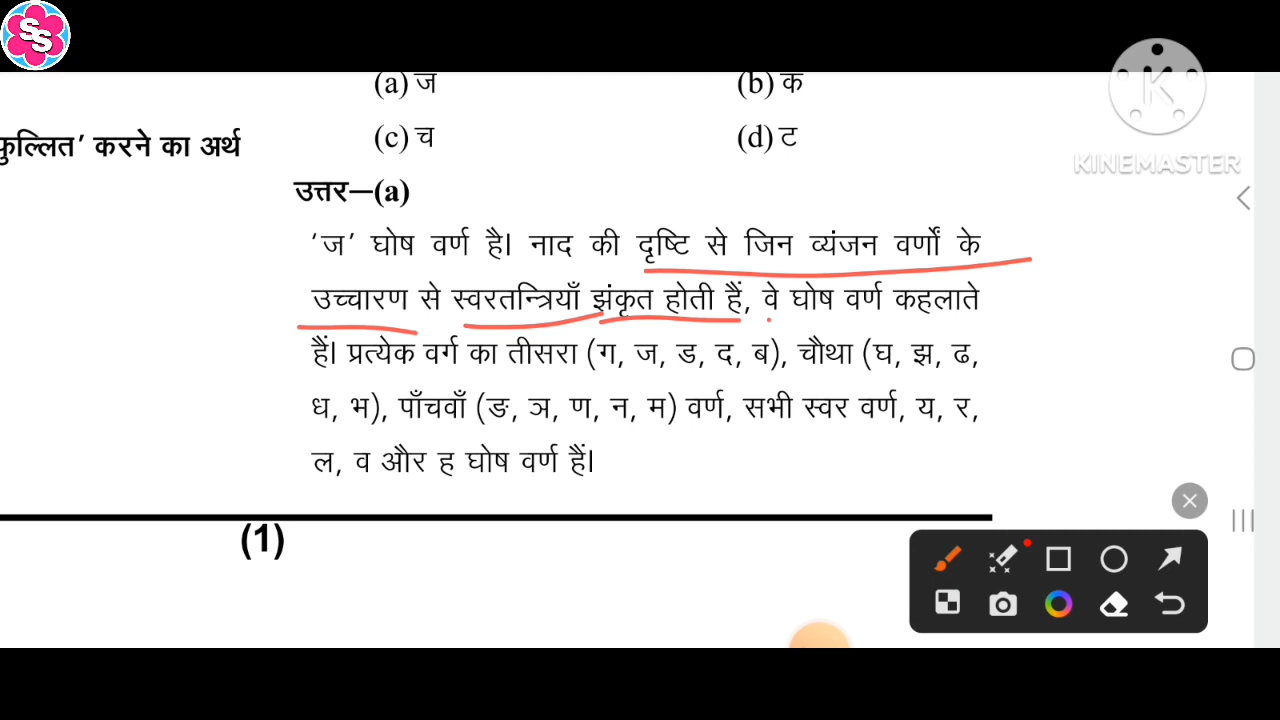 SS
(a) ज
(b) क
K
KINEMASTER
फुल्लित’ करने का अर्थ
(c) च
(d) ट
उत्तर–(a)
‘ज’ घोष वर्ण है। नाद की दृष्टि से जिन व्यंजन वर्णों के
उच्चारण से स्वरतन्त्रियाँ झंकृत होती हैं, वे घोष वर्ण कहलाते
हैं। प्रत्येक वर्ग का तीसरा (ग, ज, ड, द, ब), चौथा (घ, झ, ढ,
ध, भ), पाँचवाँ (ङ, ञ, ण, न, म) वर्ण, सभी स्वर वर्ण, य, र,
ल, व और ह घोष वर्ण हैं।
(1)